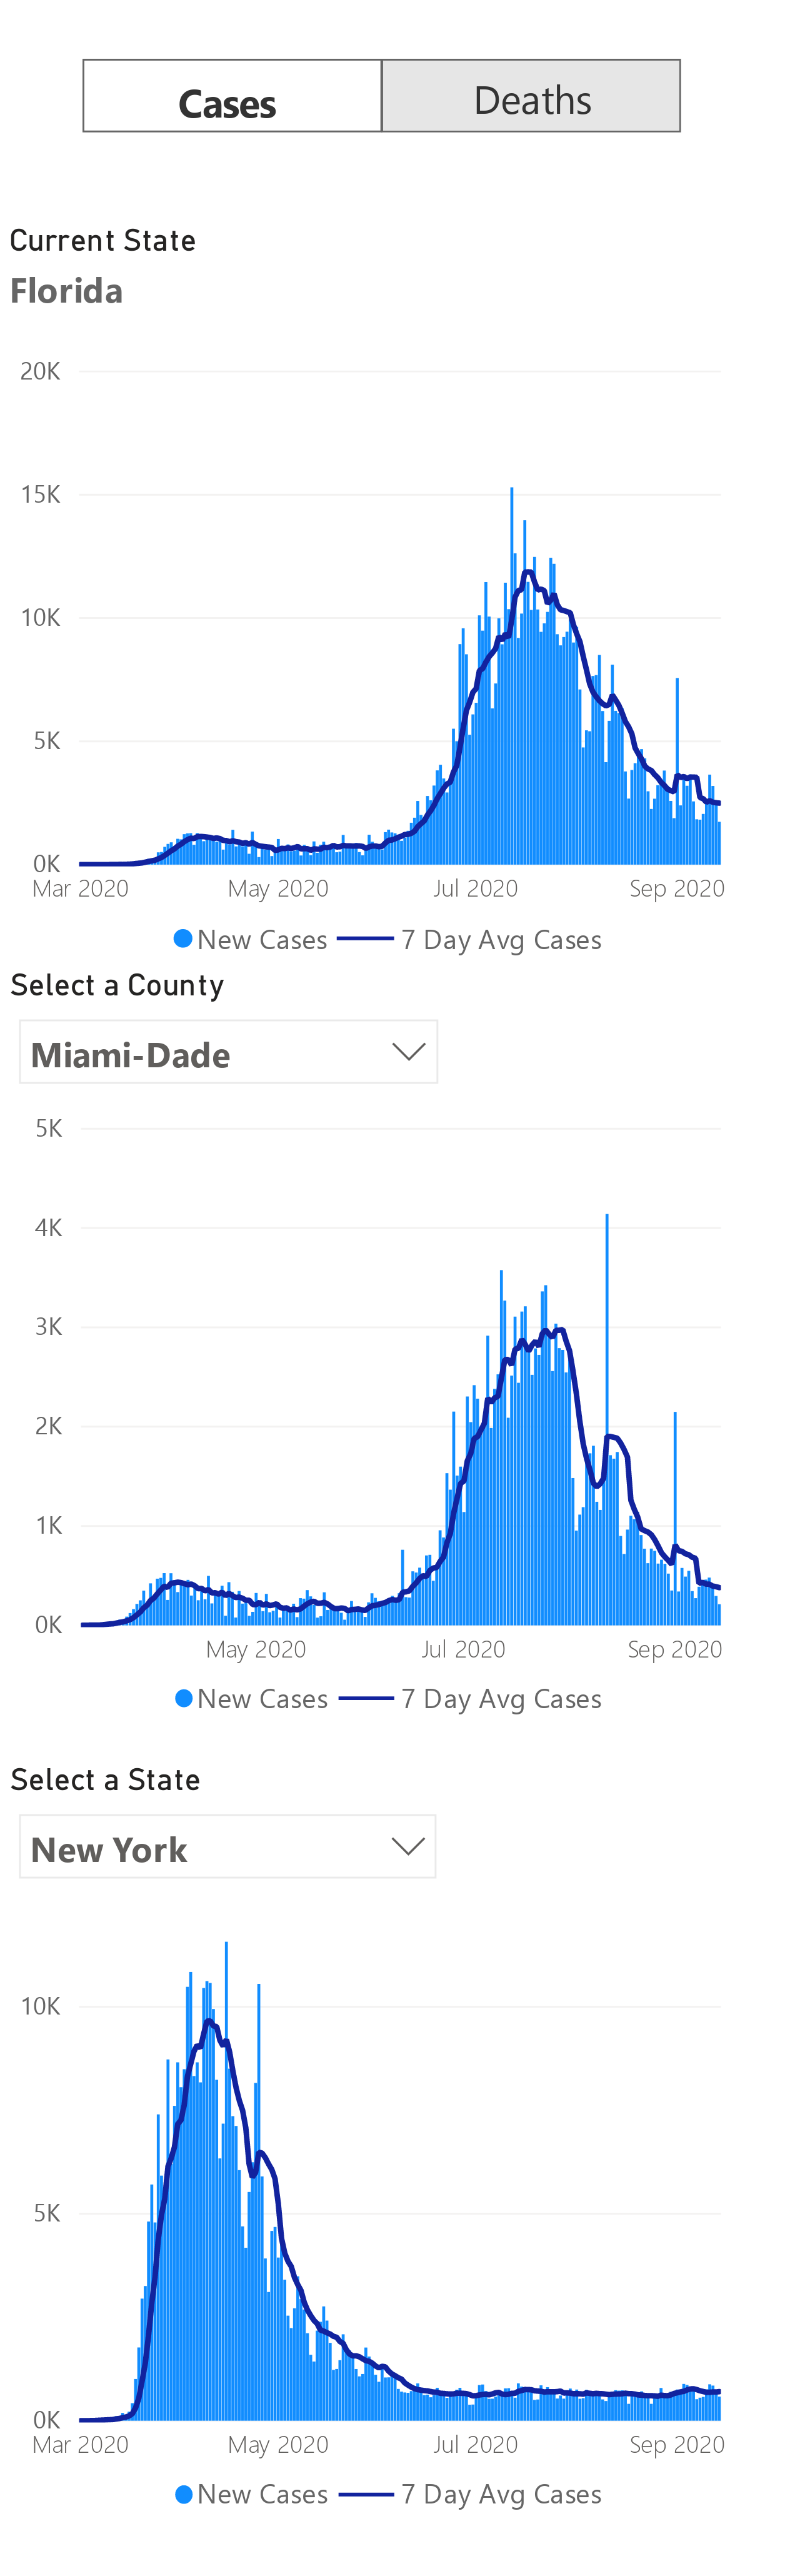 Cases Deaths
Current State
Florida
20K
15K
10K
5K
0K
Mar 2020 May 2020 Jul 2020 Sep 2020
New Cases 7 Day Avg Cases
Select a County
Miami-Dade
5K
4K
3K
2K
1K
0K
May 2020 Jul 2020 Sep 2020
New Cases 7 Day Avg Cases
Select a State
New York
10K
5K
0K
Mar 2020 May 2020 Jul 2020 Sep 2020
New Cases 7 Day Avg Cases